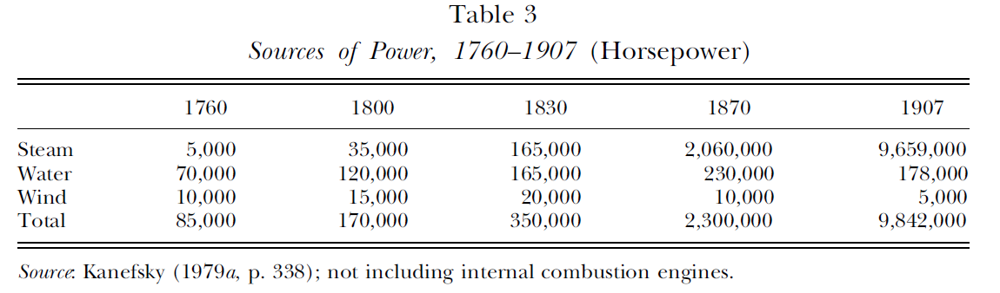 Table 3
Sources of Power, 1760–1907 (Horsepower)
1760 1800 1830 1870 1907
Steam 5,000 35,000 165,000 2,060,000 9,659,000
Water 70,000 120,000 165,000 230,000 178,000
Wind 10,000 15,000 20,000 10,000 5,000
Total 85,000 170,000 350,000 2,300,000 9,842,000
Source: Kanefsky (1979a, p. 338); not including internal combustion engines.